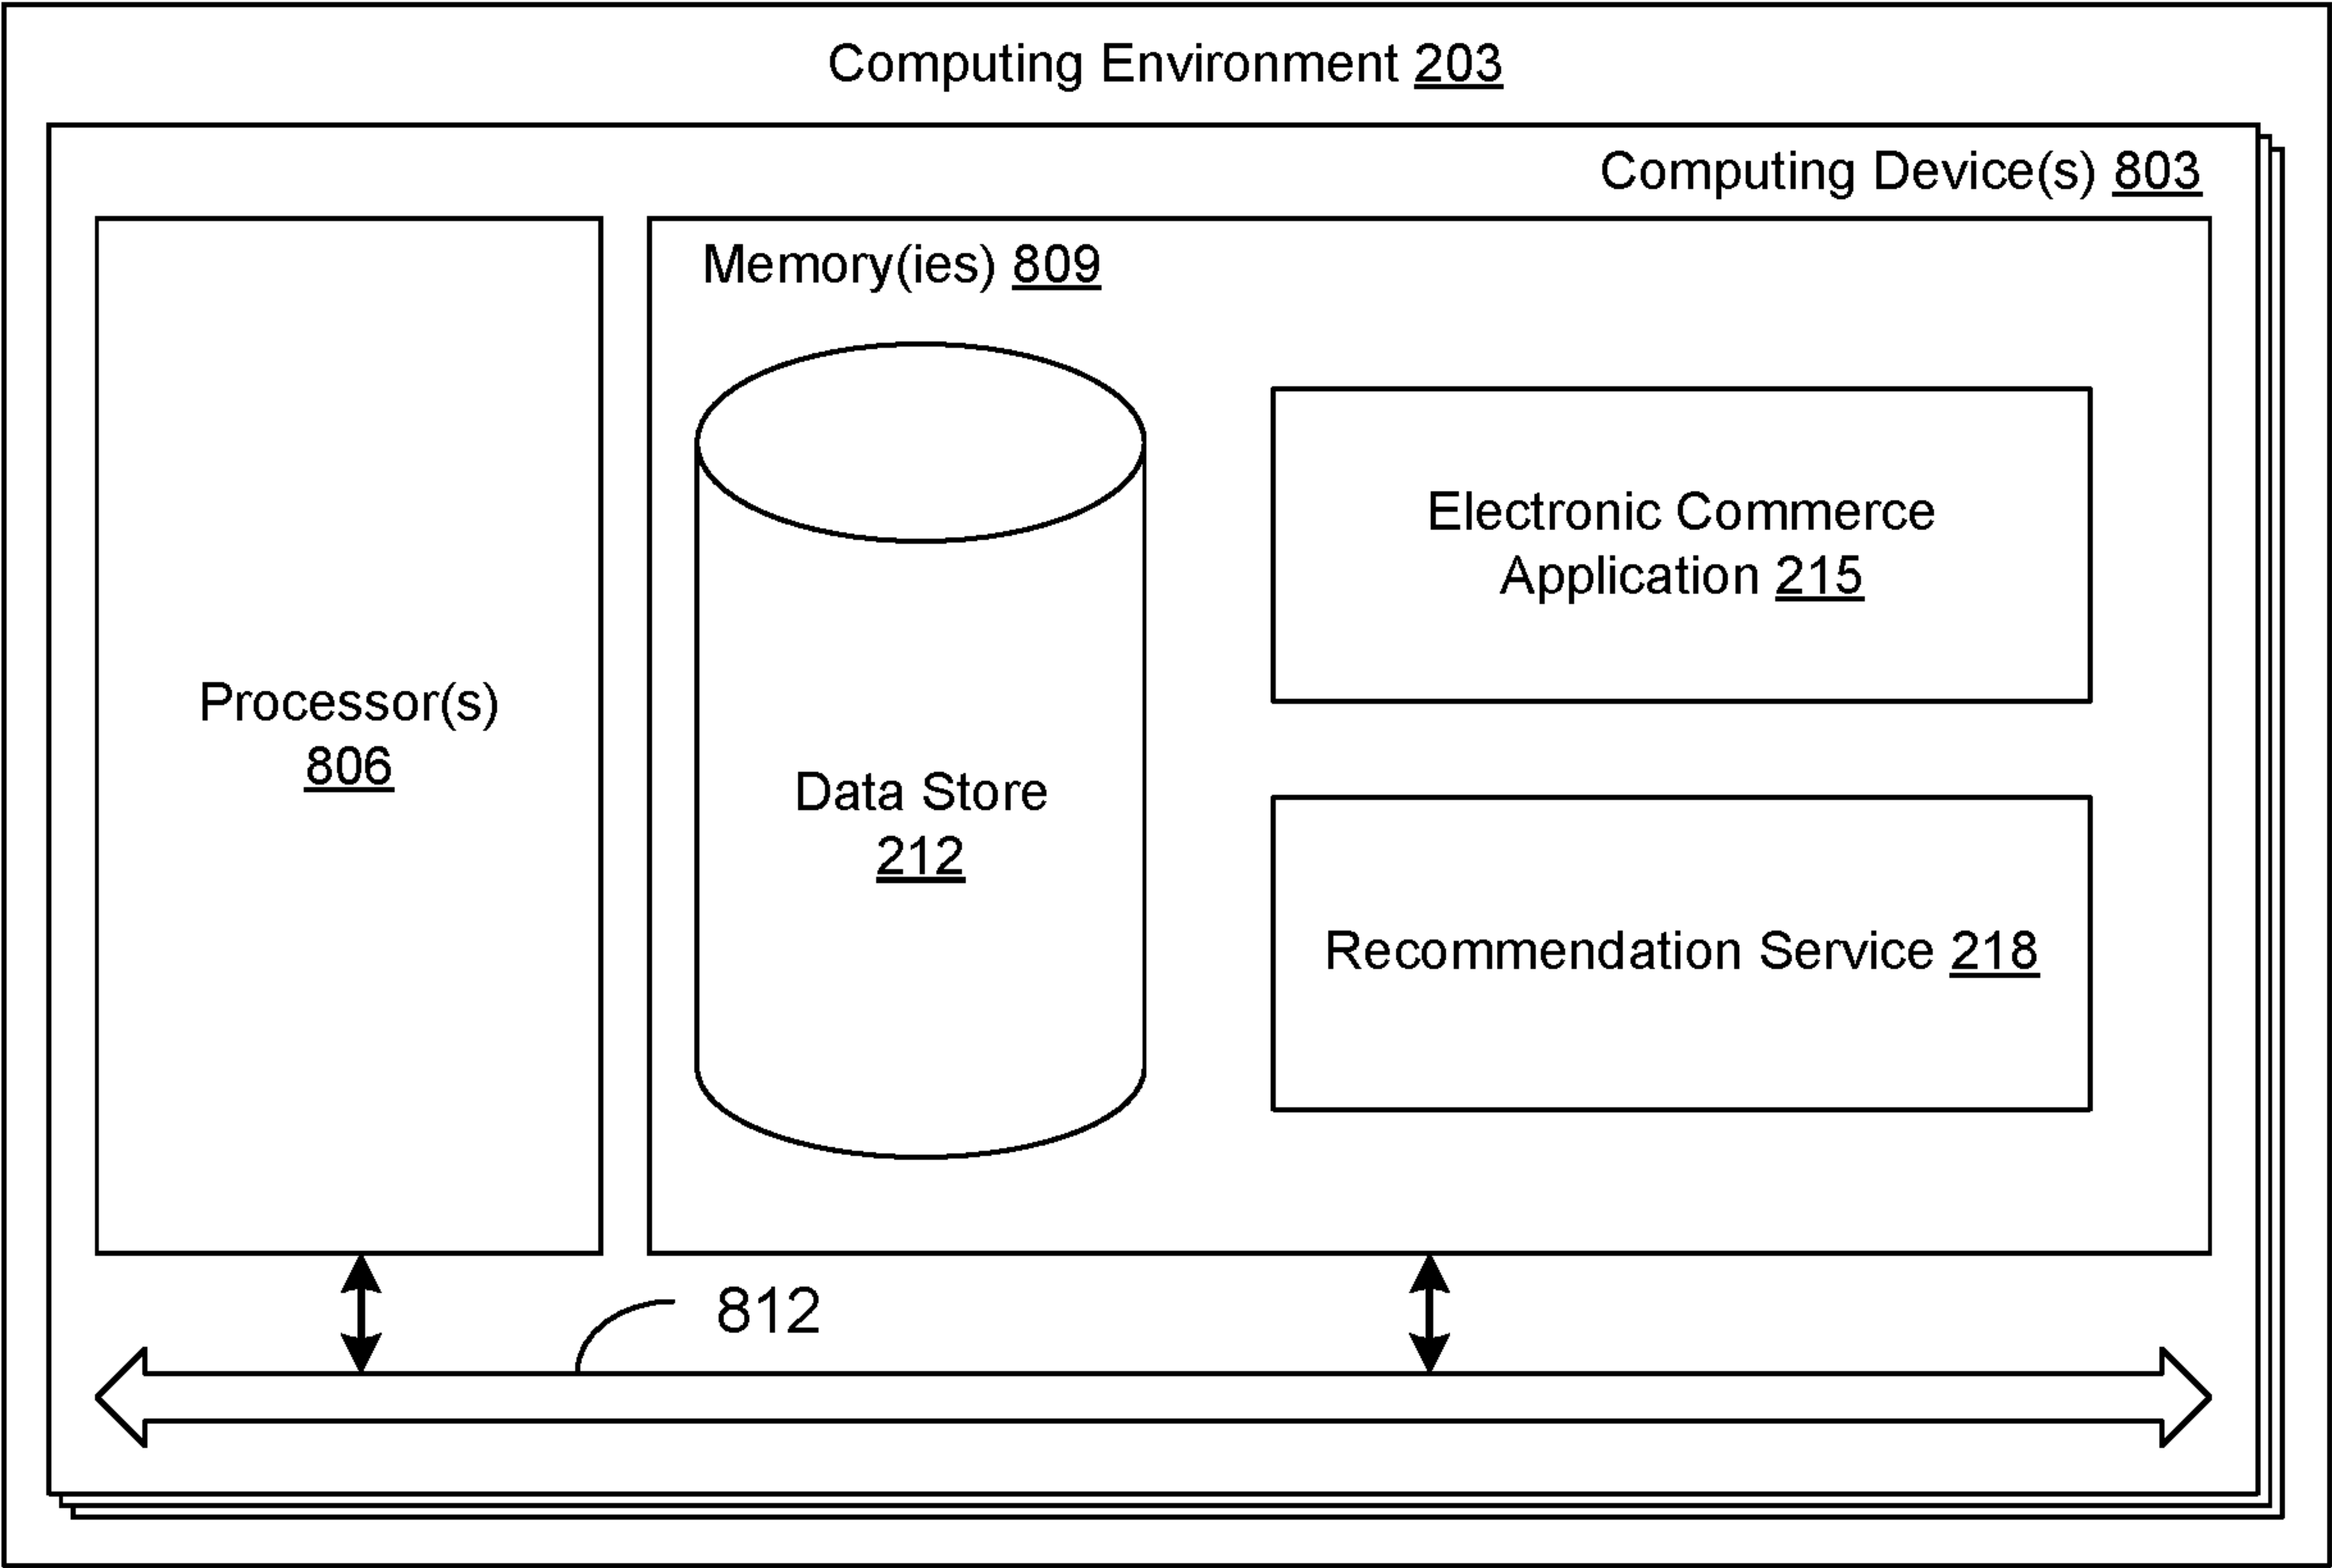 Computing Environment 203
Computing Device(s) 803
Memory(ies) 809
Electronic Commerce
Application 215
Processor(s)
806
Data Store
212
Recommendation Service 218
812